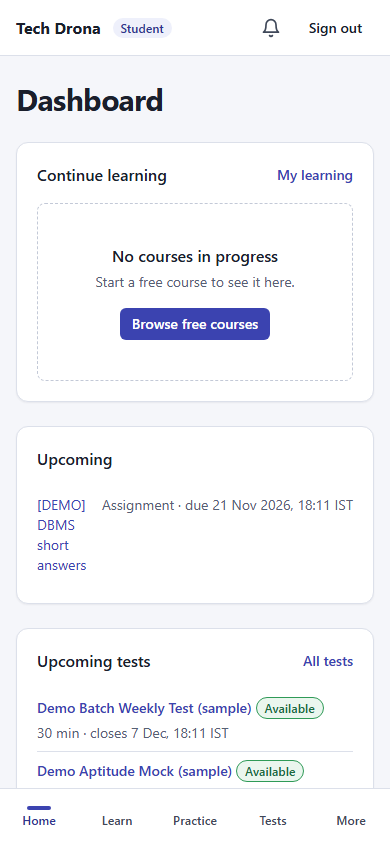 Tech Drona Student Sign out
Dashboard
Continue learning My learning
No courses in progress
Start a free course to see it here.
Browse free courses
Upcoming
[DEMO] Assignment · due 21 Nov 2026, 18:11 IST
DBMS
short
answers
Upcoming tests All tests
Demo Batch Weekly Test (sample) Available
30 min · closes 7 Dec, 18:11 IST
Demo Aptitude Mock (sample) Available
Home Learn Practice Tests More